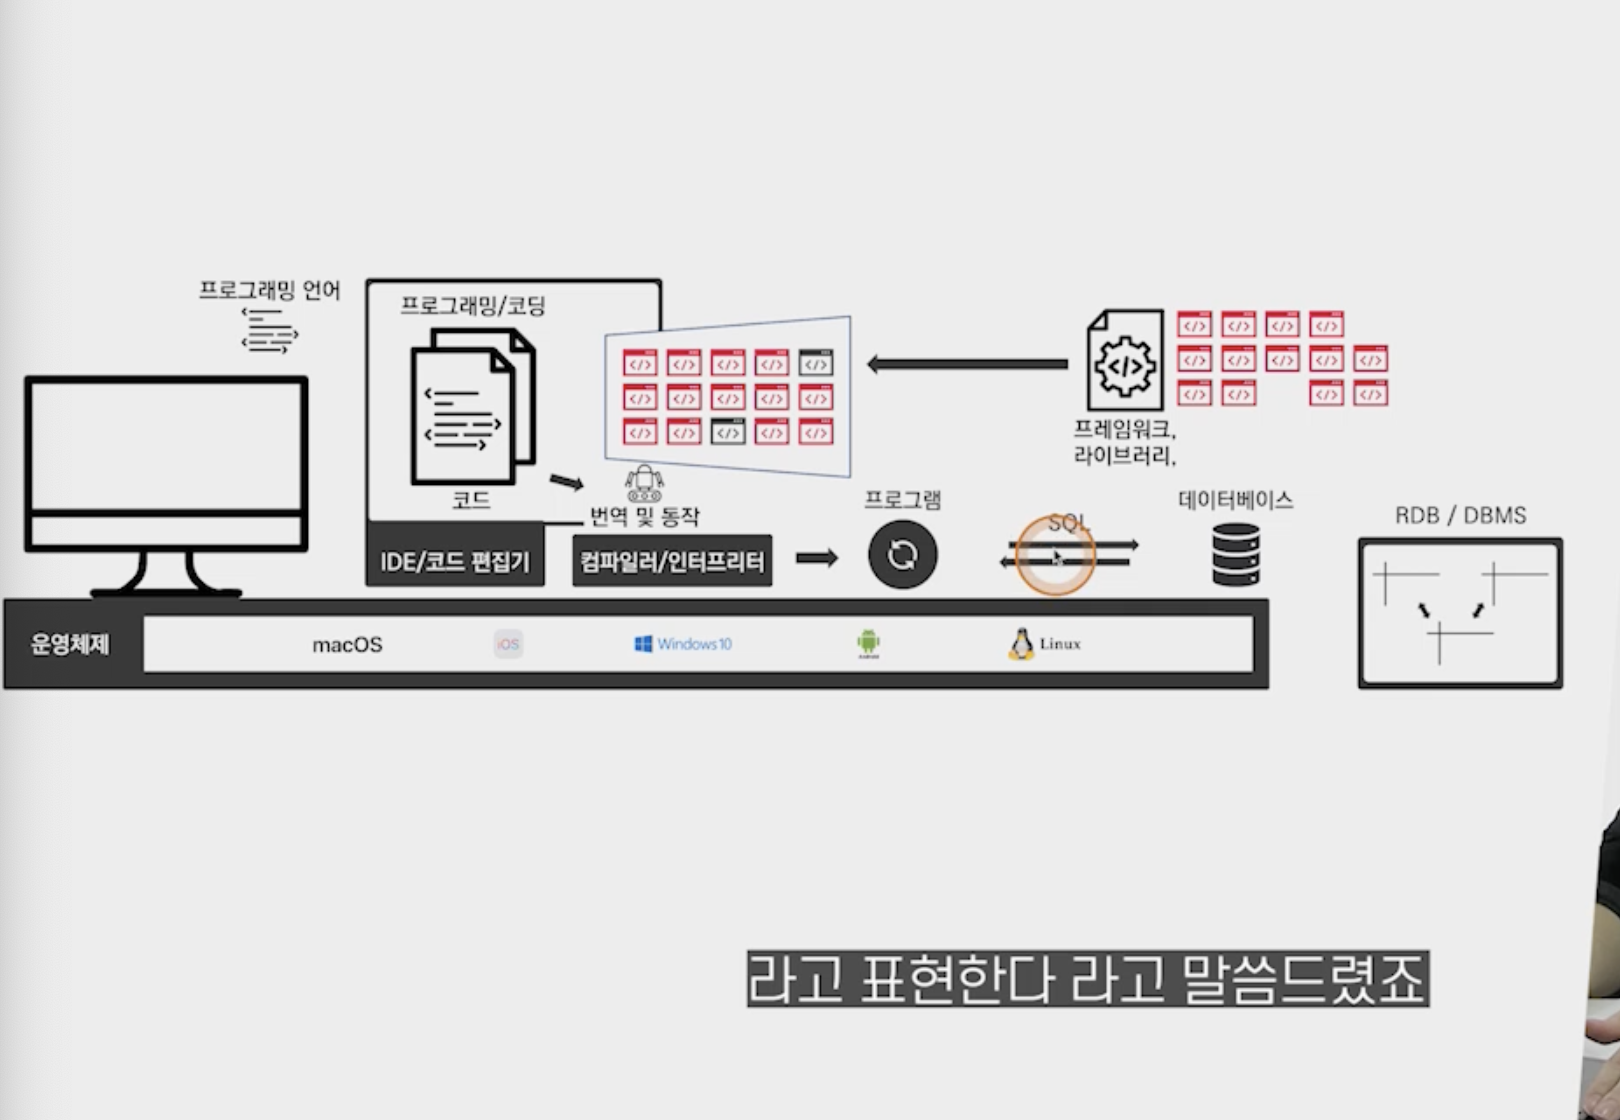 프로그래밍 언어
프로그래밍/코딩
코드
IDE/코드 편집기
번역 및 동작
컴파일러/인터프리터
프레임워크,
라이브러리,
프로그램
SQL
데이터베이스
RDB / DBMS
운영체제
macOS
iOS
Windows10
Linux
라고 표현한다 라고 말씀드렸죠